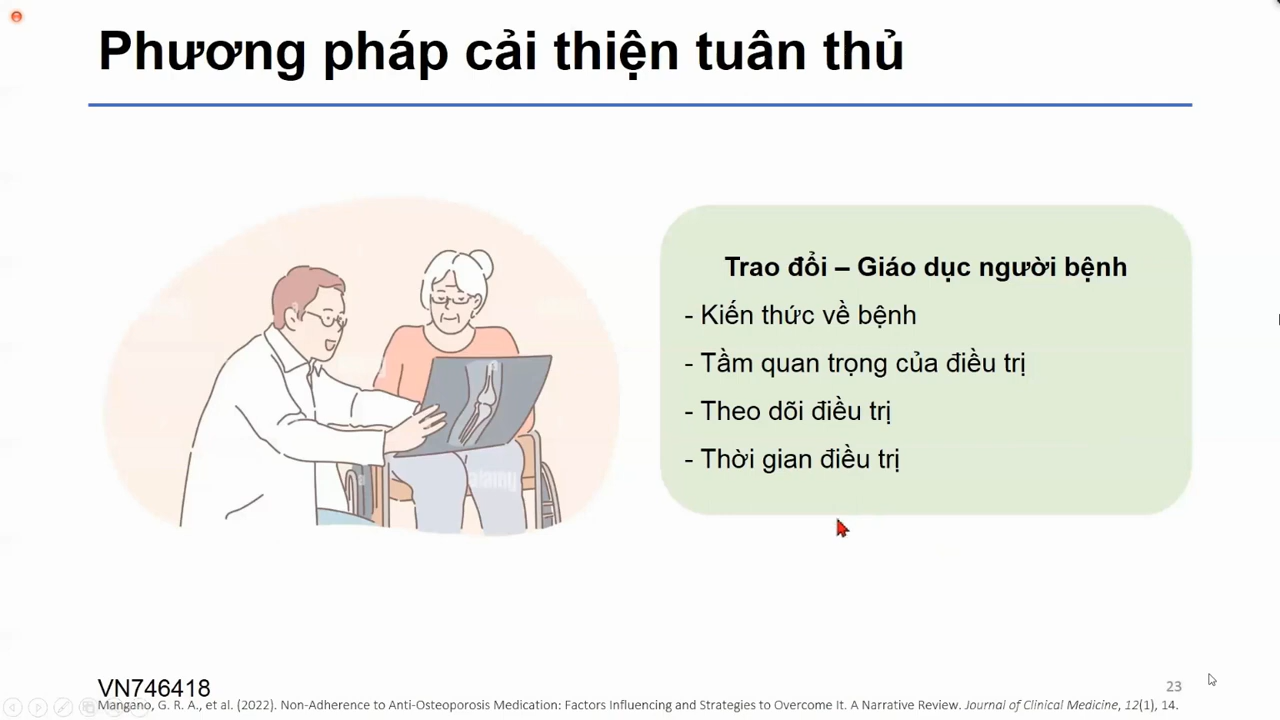 Phương pháp cải thiện tuân thủ
Trao đổi – Giáo dục người bệnh
- Kiến thức về bệnh
- Tầm quan trọng của điều trị
- Theo dõi điều trị
- Thời gian điều trị
alamy
VN746418
23
Mangano, G. R. A., et al. (2022). Non-Adherence to Anti-Osteoporosis Medication: Factors Influencing and Strategies to Overcome It. A Narrative Review. Journal of Clinical Medicine, 12(1), 14.